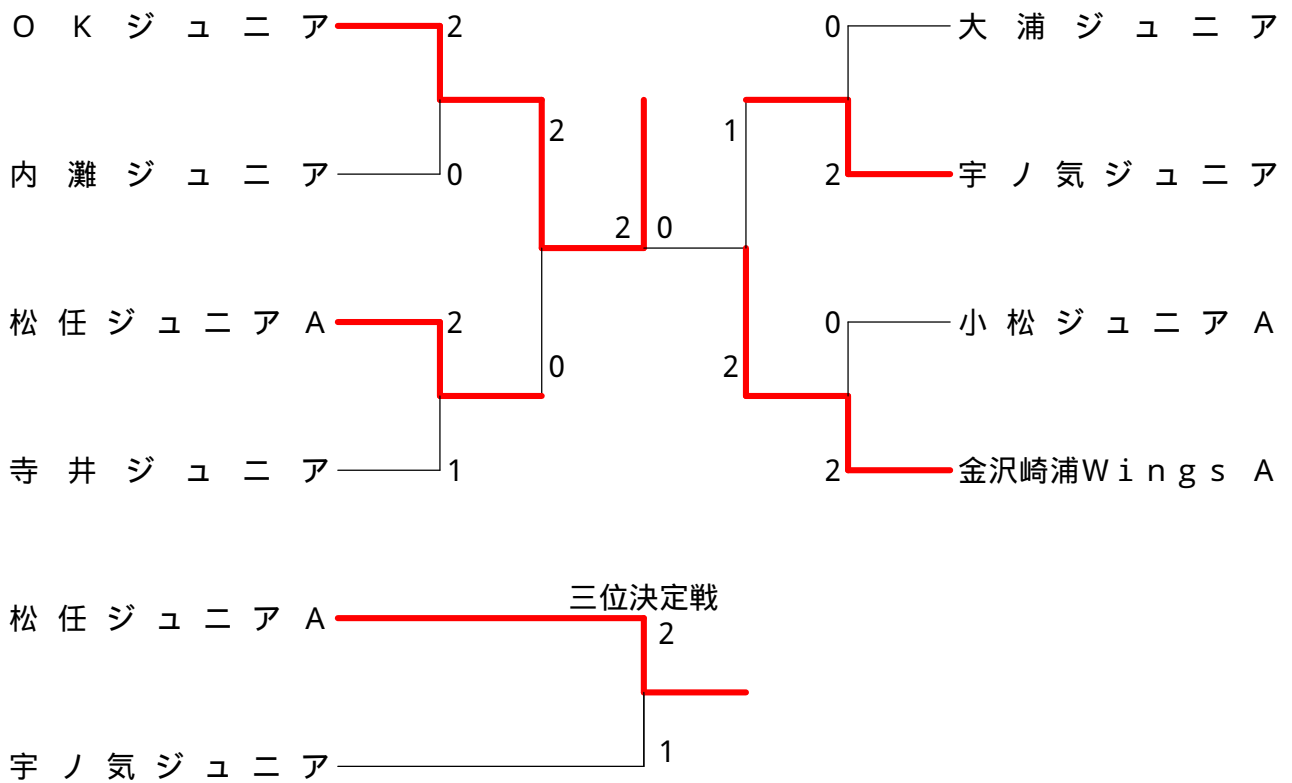 ＯＫジュニア 2 0 大浦ジュニア
2 1
内灘ジュニア 0 2 宇ノ気ジュニア
2 0
松任ジュニアＡ 2 0 小松ジュニアＡ
0 2
寺井ジュニア 1 2 金沢崎浦Ｗｉｎｇｓ Ａ
三位決定戦
松任ジュニアＡ 2
宇ノ気ジュニア 1